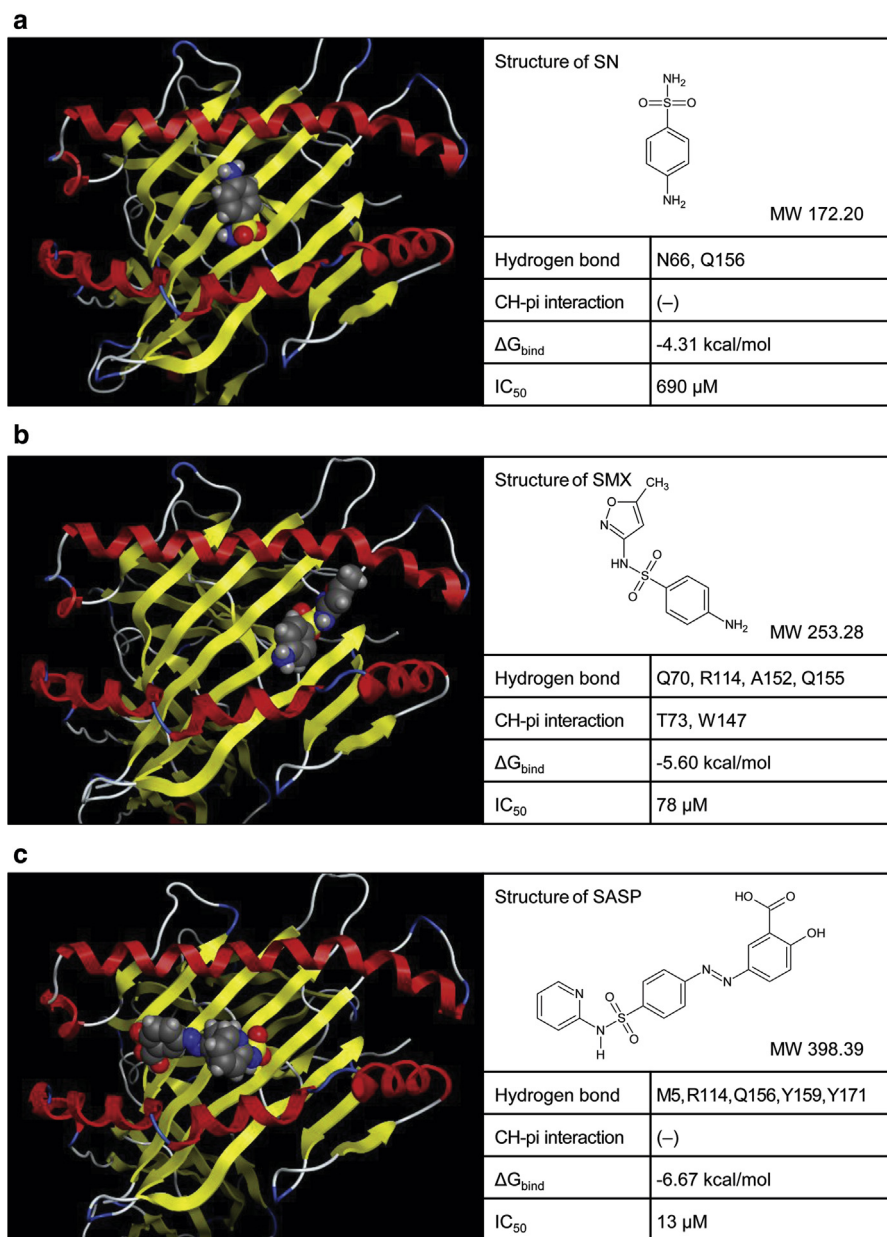 a
Structure of SN
NH₂
O=S=O
NH₂
MW 172.20
Hydrogen bond N66, Q156
CH-pi interaction (–)
ΔG_bind -4.31 kcal/mol
IC₅₀ 690 µM
b
Structure of SMX
CH₃
O
N
HN
O
S
O
NH₂
MW 253.28
Hydrogen bond Q70, R114, A152, Q155
CH-pi interaction T73, W147
ΔG_bind -5.60 kcal/mol
IC₅₀ 78 µM
c
Structure of SASP
HO O
OH
N
N
N
O
N S
H O
MW 398.39
Hydrogen bond M5,R114,Q156,Y159,Y171
CH-pi interaction (–)
ΔG_bind -6.67 kcal/mol
IC₅₀ 13 µM